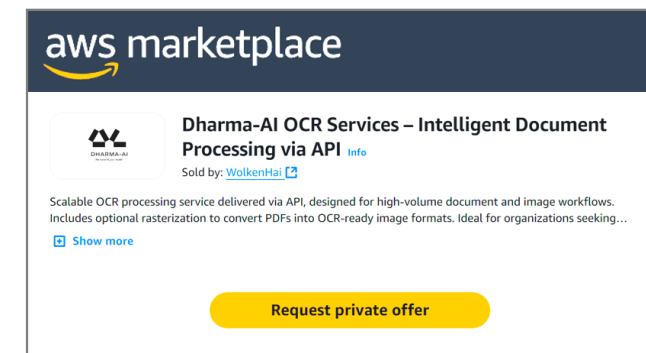 aws marketplace
Dharma-AI OCR Services – Intelligent Document
Processing via API Info
Sold by: WolkenHai
DHARMA-AI
Scalable OCR processing service delivered via API, designed for high-volume document and image workflows.
Includes optional rasterization to convert PDFs into OCR-ready image formats. Ideal for organizations seeking…
Show more
Request private offer